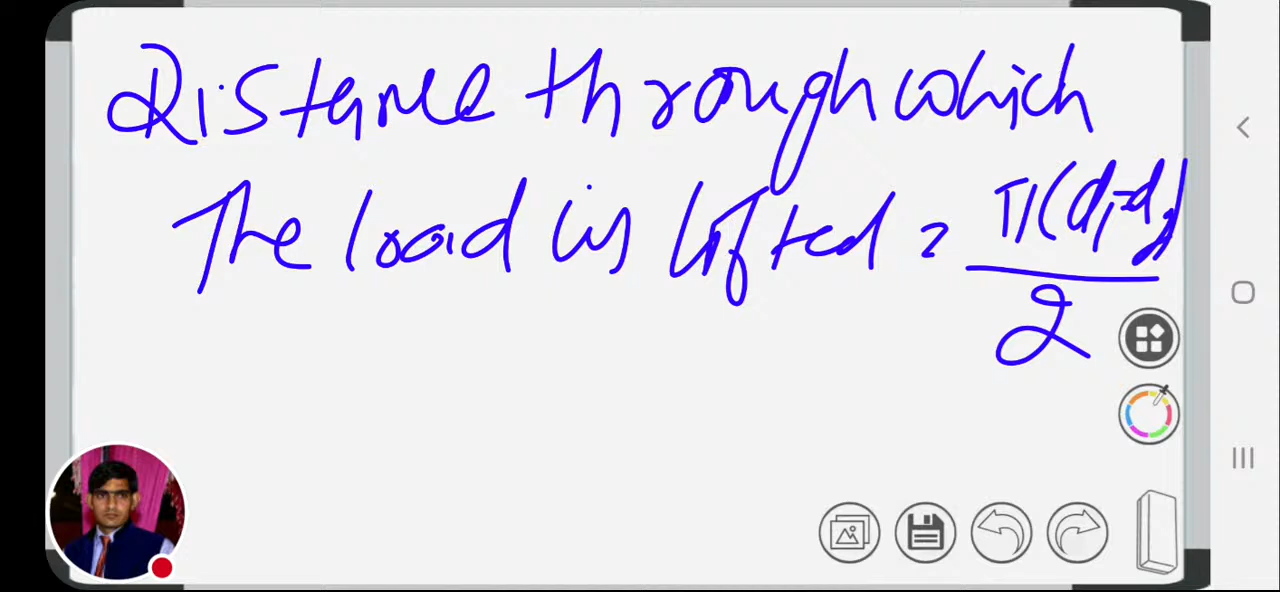 Distance through which
The load is lifted = π(d₁-d₂)
2